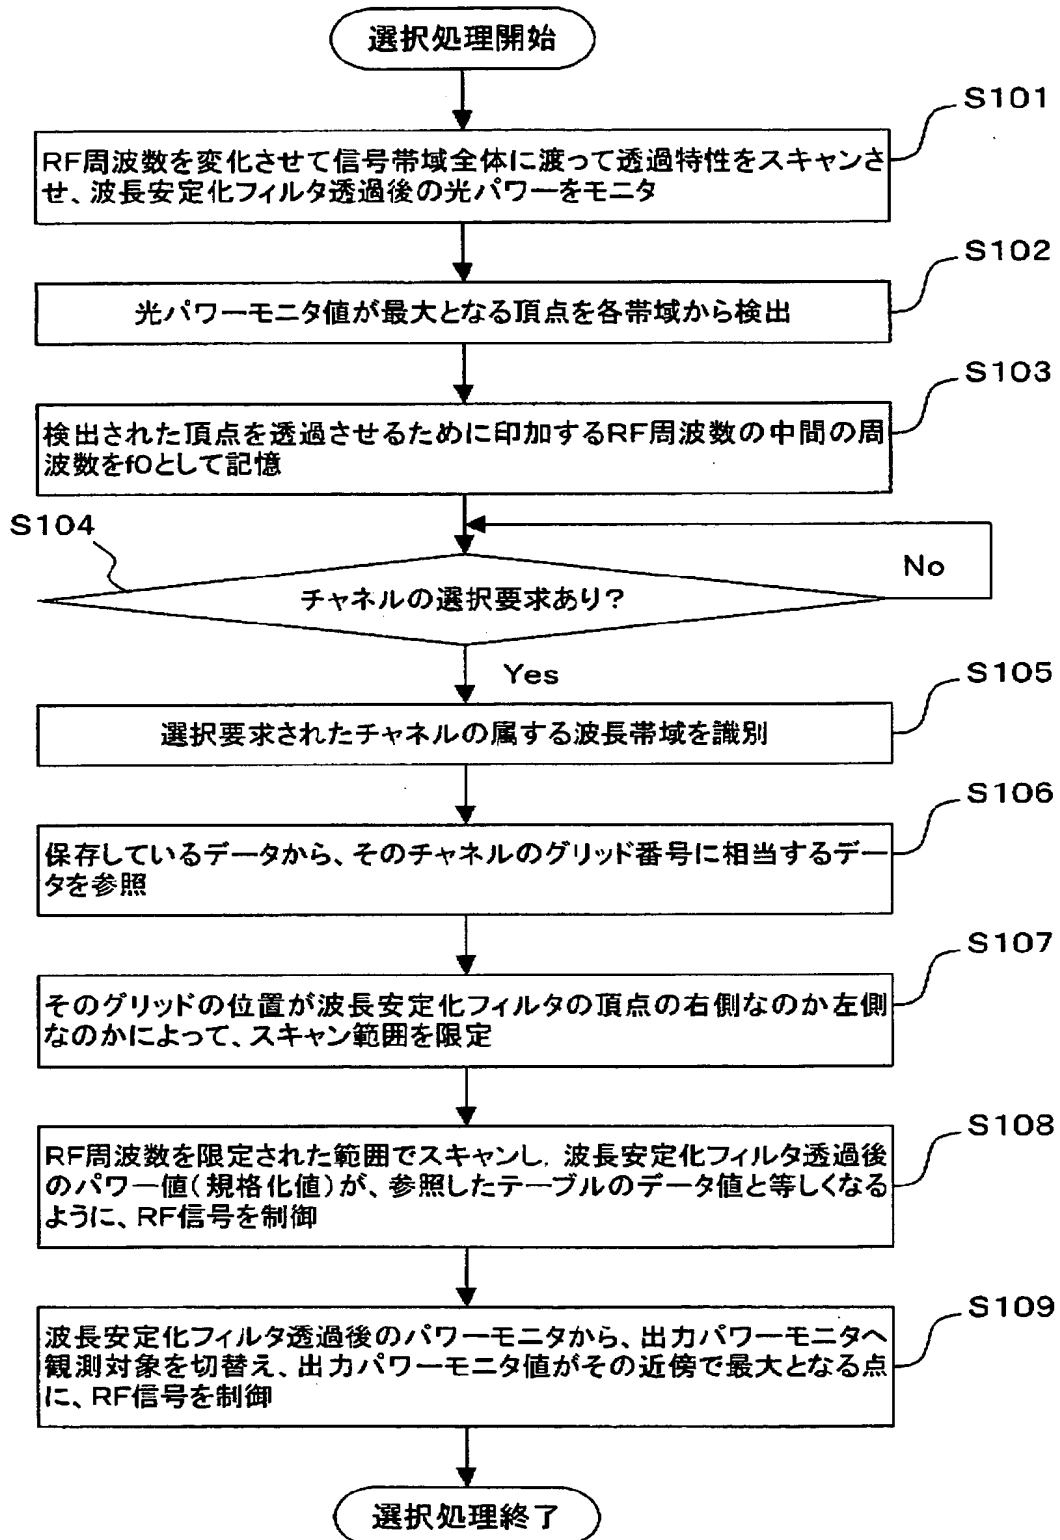 選択処理開始
S101
RF周波数を変化させて信号帯域全体に渡って透過特性をスキャンさ
せ、波長安定化フィルタ透過後の光パワーをモニタ
S102
光パワーモニタ値が最大となる頂点を各帯域から検出
S103
検出された頂点を透過させるために印加するRF周波数の中間の周
波数をf0として記憶
S104
チャネルの選択要求あり?
No
Yes
S105
選択要求されたチャネルの属する波長帯域を識別
S106
保存しているデータから、そのチャネルのグリッド番号に相当するデー
タを参照
S107
そのグリッドの位置が波長安定化フィルタの頂点の右側なのか左側
なのかによって、スキャン範囲を限定
S108
RF周波数を限定された範囲でスキャンし、波長安定化フィルタ透過後
のパワー値(規格化値)が、参照したテーブルのデータ値と等しくなる
ように、RF信号を制御
S109
波長安定化フィルタ透過後のパワーモニタから、出力パワーモニタへ
観測対象を切替え、出力パワーモニタ値がその近傍で最大となる点
に、RF信号を制御
選択処理終了